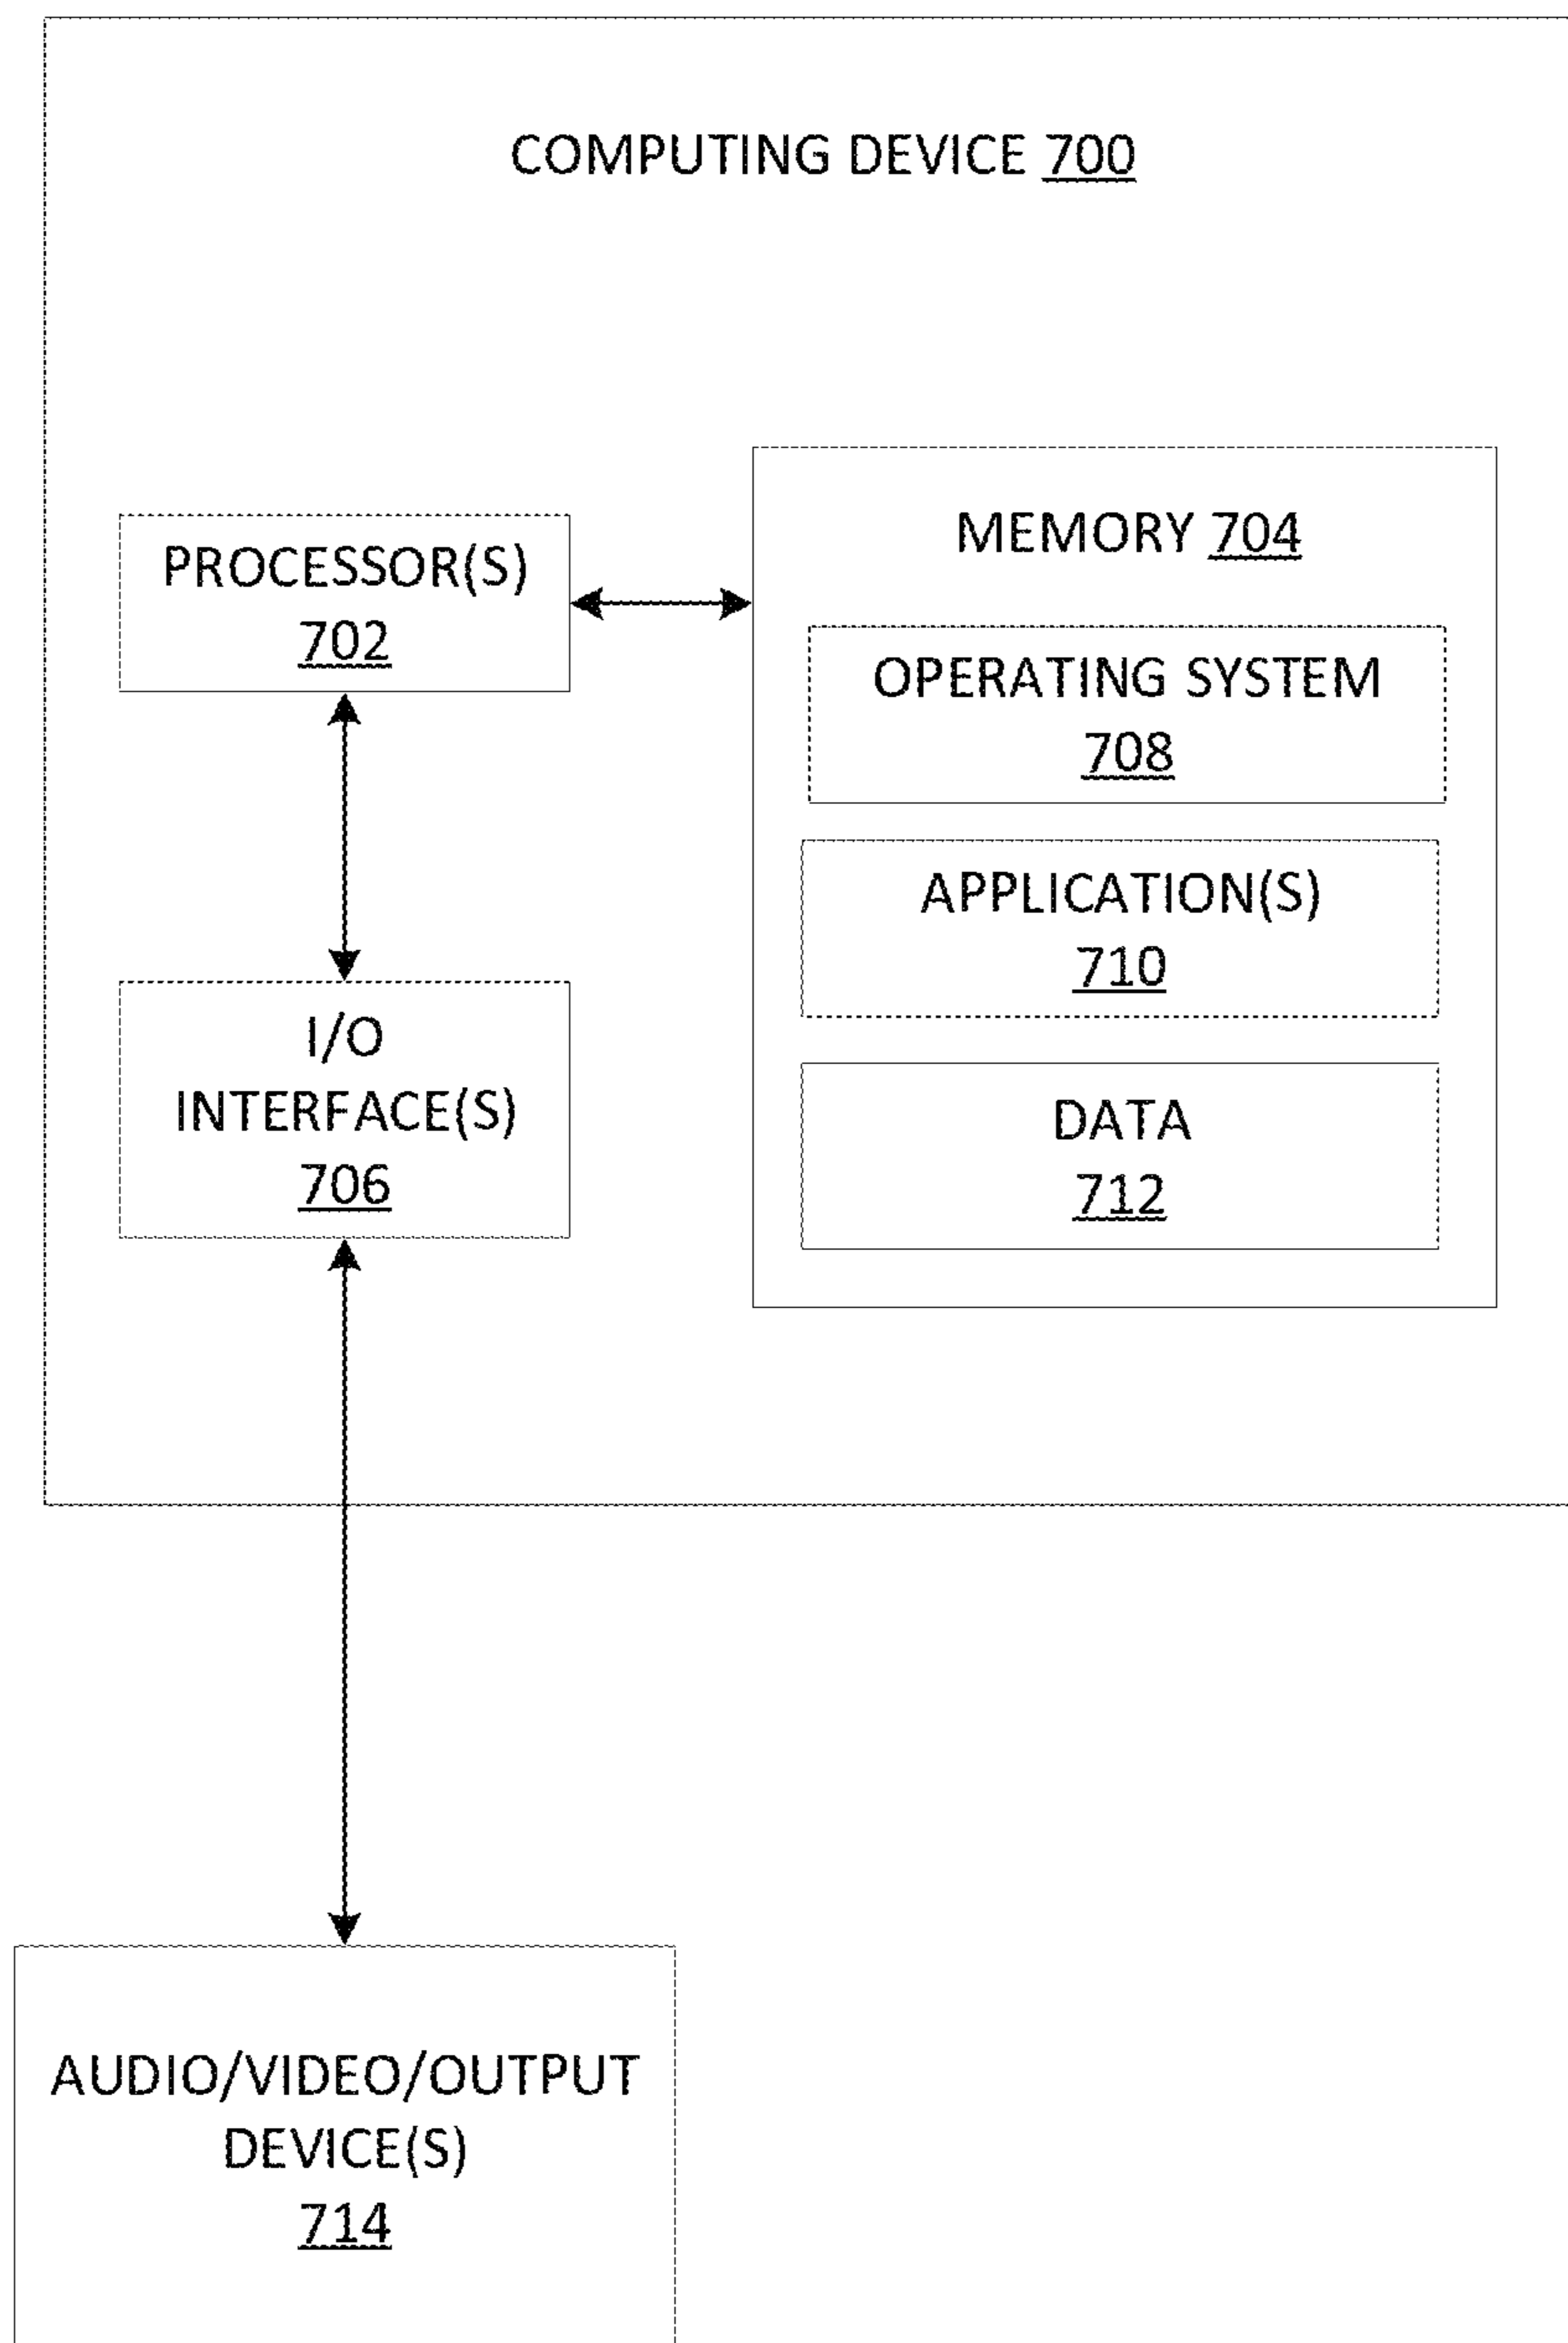 COMPUTING DEVICE 700
PROCESSOR(S)
702
MEMORY 704
OPERATING SYSTEM
708
APPLICATION(S)
710
I/O
INTERFACE(S)
706
DATA
712
AUDIO/VIDEO/OUTPUT
DEVICE(S)
714